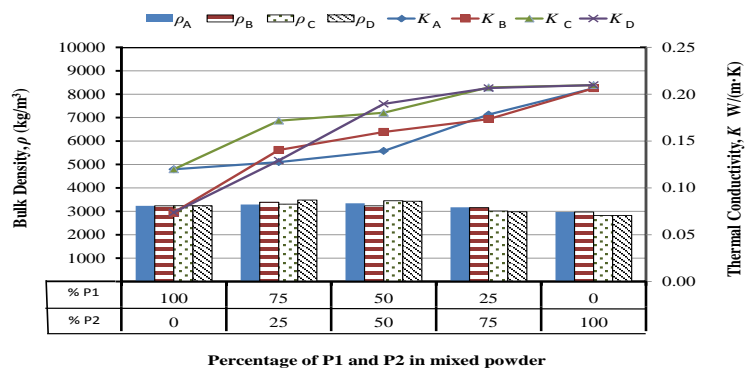 ρA ρB ρC ρD KA KB KC KD
10000 0.25
9000
8000 0.20
7000
6000 0.15
5000
4000 0.10
3000
2000 0.05
1000
0 0.00
Bulk Density, ρ (kg/m³)
Thermal Conductivity, K W/(m·K)
% P1 100 75 50 25 0
% P2 0 25 50 75 100
Percentage of P1 and P2 in mixed powder